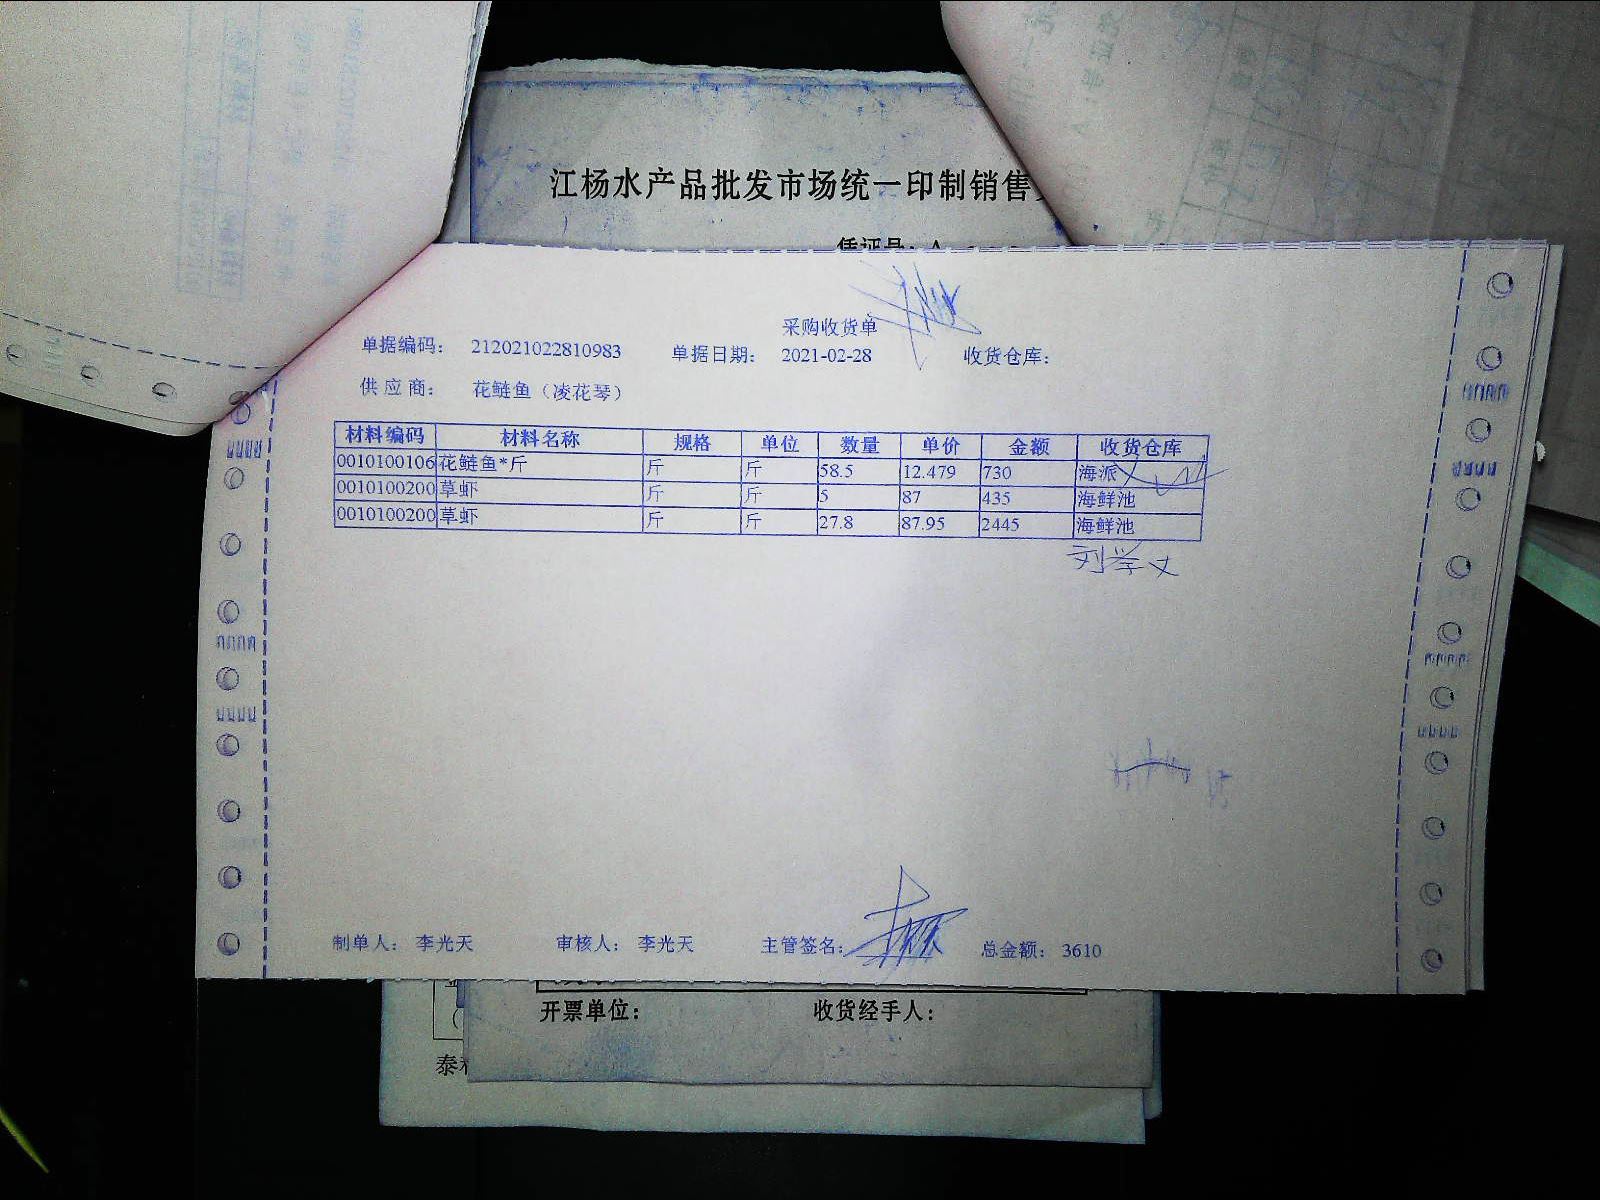 江杨水产品批发市场统一印制销售
凭证号：A
采购收货单
单据编码： 212021022810983 单据日期： 2021-02-28 收货仓库：
供应商： 花鲢鱼（凌花琴）
材料编码 材料名称 规格 单位 数量 单价 金额 收货仓库
0010100106 花鲢鱼*斤 斤 斤 58.5 12.479 730 海派
0010100200 草虾 斤 斤 5 87 435 海鲜池
0010100200 草虾 斤 斤 27.8 87.95 2445 海鲜池
刘学文
制单人： 李光天 审核人： 李光天 主管签名： 总金额： 3610
开票单位： 收货经手人：
泰